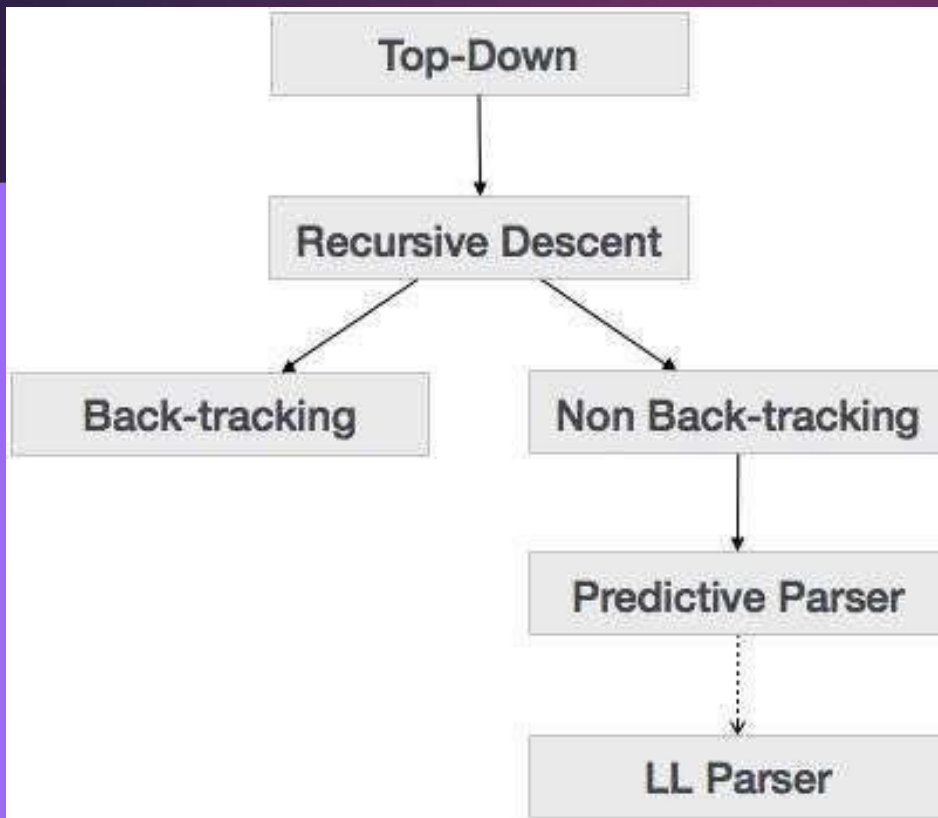 Top-Down
Recursive Descent
Back-tracking
Non Back-tracking
Predictive Parser
LL Parser